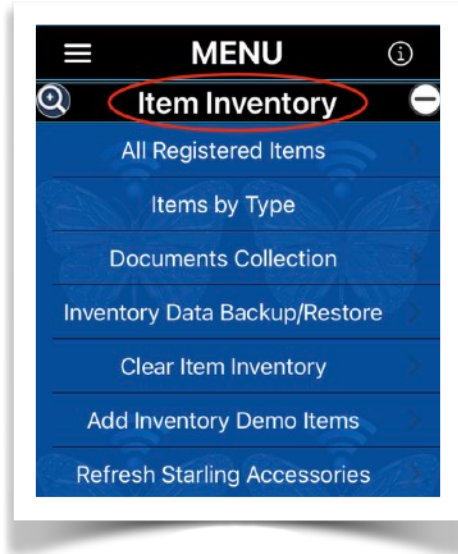 MENU
Item Inventory
All Registered Items
Items by Type
Documents Collection
Inventory Data Backup/Restore
Clear Item Inventory
Add Inventory Demo Items
Refresh Starling Accessories